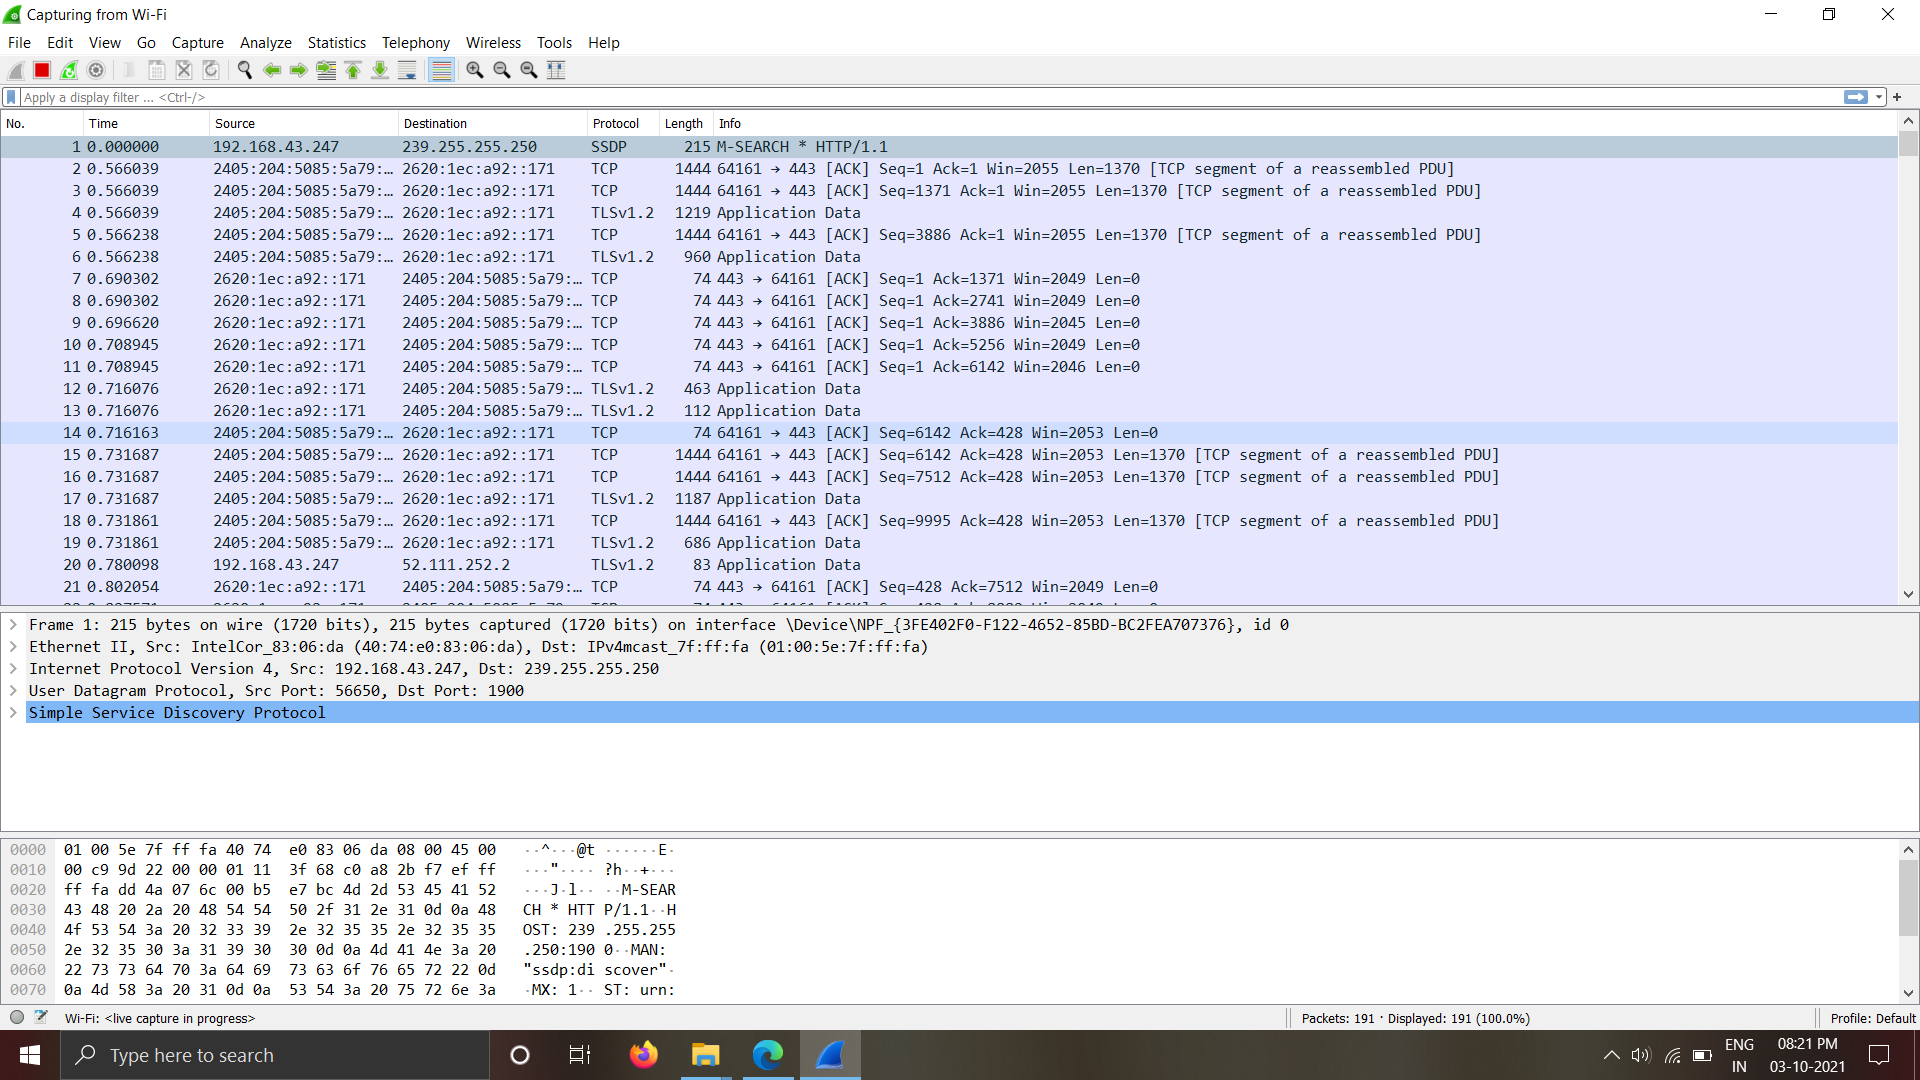 Capturing from Wi-Fi
File Edit View Go Capture Analyze Statistics Telephony Wireless Tools Help
Apply a display filter ... <Ctrl-/>
No. Time Source Destination Protocol Length Info
1 0.000000 192.168.43.247 239.255.255.250 SSDP 215 M-SEARCH * HTTP/1.1
2 0.566039 2405:204:5085:5a79:… 2620:1ec:a92::171 TCP 1444 64161 → 443 [ACK] Seq=1 Ack=1 Win=2055 Len=1370 [TCP segment of a reassembled PDU]
3 0.566039 2405:204:5085:5a79:… 2620:1ec:a92::171 TCP 1444 64161 → 443 [ACK] Seq=1371 Ack=1 Win=2055 Len=1370 [TCP segment of a reassembled PDU]
4 0.566039 2405:204:5085:5a79:… 2620:1ec:a92::171 TLSv1.2 1219 Application Data
5 0.566238 2405:204:5085:5a79:… 2620:1ec:a92::171 TCP 1444 64161 → 443 [ACK] Seq=3886 Ack=1 Win=2055 Len=1370 [TCP segment of a reassembled PDU]
6 0.566238 2405:204:5085:5a79:… 2620:1ec:a92::171 TLSv1.2 960 Application Data
7 0.690302 2620:1ec:a92::171 2405:204:5085:5a79:… TCP 74 443 → 64161 [ACK] Seq=1 Ack=1371 Win=2049 Len=0
8 0.690302 2620:1ec:a92::171 2405:204:5085:5a79:… TCP 74 443 → 64161 [ACK] Seq=1 Ack=2741 Win=2049 Len=0
9 0.696620 2620:1ec:a92::171 2405:204:5085:5a79:… TCP 74 443 → 64161 [ACK] Seq=1 Ack=3886 Win=2045 Len=0
10 0.708945 2620:1ec:a92::171 2405:204:5085:5a79:… TCP 74 443 → 64161 [ACK] Seq=1 Ack=5256 Win=2049 Len=0
11 0.708945 2620:1ec:a92::171 2405:204:5085:5a79:… TCP 74 443 → 64161 [ACK] Seq=1 Ack=6142 Win=2046 Len=0
12 0.716076 2620:1ec:a92::171 2405:204:5085:5a79:… TLSv1.2 463 Application Data
13 0.716076 2620:1ec:a92::171 2405:204:5085:5a79:… TLSv1.2 112 Application Data
14 0.716163 2405:204:5085:5a79:… 2620:1ec:a92::171 TCP 74 64161 → 443 [ACK] Seq=6142 Ack=428 Win=2053 Len=0
15 0.731687 2405:204:5085:5a79:… 2620:1ec:a92::171 TCP 1444 64161 → 443 [ACK] Seq=6142 Ack=428 Win=2053 Len=1370 [TCP segment of a reassembled PDU]
16 0.731687 2405:204:5085:5a79:… 2620:1ec:a92::171 TCP 1444 64161 → 443 [ACK] Seq=7512 Ack=428 Win=2053 Len=1370 [TCP segment of a reassembled PDU]
17 0.731687 2405:204:5085:5a79:… 2620:1ec:a92::171 TLSv1.2 1187 Application Data
18 0.731861 2405:204:5085:5a79:… 2620:1ec:a92::171 TCP 1444 64161 → 443 [ACK] Seq=9995 Ack=428 Win=2053 Len=1370 [TCP segment of a reassembled PDU]
19 0.731861 2405:204:5085:5a79:… 2620:1ec:a92::171 TLSv1.2 686 Application Data
20 0.780098 192.168.43.247 52.111.252.2 TLSv1.2 83 Application Data
21 0.802054 2620:1ec:a92::171 2405:204:5085:5a79:… TCP 74 443 → 64161 [ACK] Seq=428 Ack=7512 Win=2049 Len=0
Frame 1: 215 bytes on wire (1720 bits), 215 bytes captured (1720 bits) on interface \Device\NPF_{3FE402F0-F122-4652-85BD-BC2FEA707376}, id 0
Ethernet II, Src: IntelCor_83:06:da (40:74:e0:83:06:da), Dst: IPv4mcast_7f:ff:fa (01:00:5e:7f:ff:fa)
Internet Protocol Version 4, Src: 192.168.43.247, Dst: 239.255.255.250
User Datagram Protocol, Src Port: 56650, Dst Port: 1900
Simple Service Discovery Protocol
0000 01 00 5e 7f ff fa 40 74 e0 83 06 da 08 00 45 00 ··^···@t ······E·
0010 00 c9 9d 22 00 00 01 11 3f 68 c0 a8 2b f7 ef ff ···"···· ?h··+···
0020 ff fa dd 4a 07 6c 00 b5 e7 bc 4d 2d 53 45 41 52 ···J·l·· ··M-SEAR
0030 43 48 20 2a 20 48 54 54 50 2f 31 2e 31 0d 0a 48 CH * HTT P/1.1··H
0040 4f 53 54 3a 20 32 33 39 2e 32 35 35 2e 32 35 35 OST: 239 .255.255
0050 2e 32 35 30 3a 31 39 30 30 0d 0a 4d 41 4e 3a 20 .250:190 0··MAN:
0060 22 73 73 64 70 3a 64 69 73 63 6f 76 65 72 22 0d "ssdp:di scover"·
0070 0a 4d 58 3a 20 31 0d 0a 53 54 3a 20 75 72 6e 3a ·MX: 1·· ST: urn:
Wi-Fi: <live capture in progress> Packets: 191 · Displayed: 191 (100.0%) Profile: Default
Type here to search
ENG 08:21 PM
IN 03-10-2021